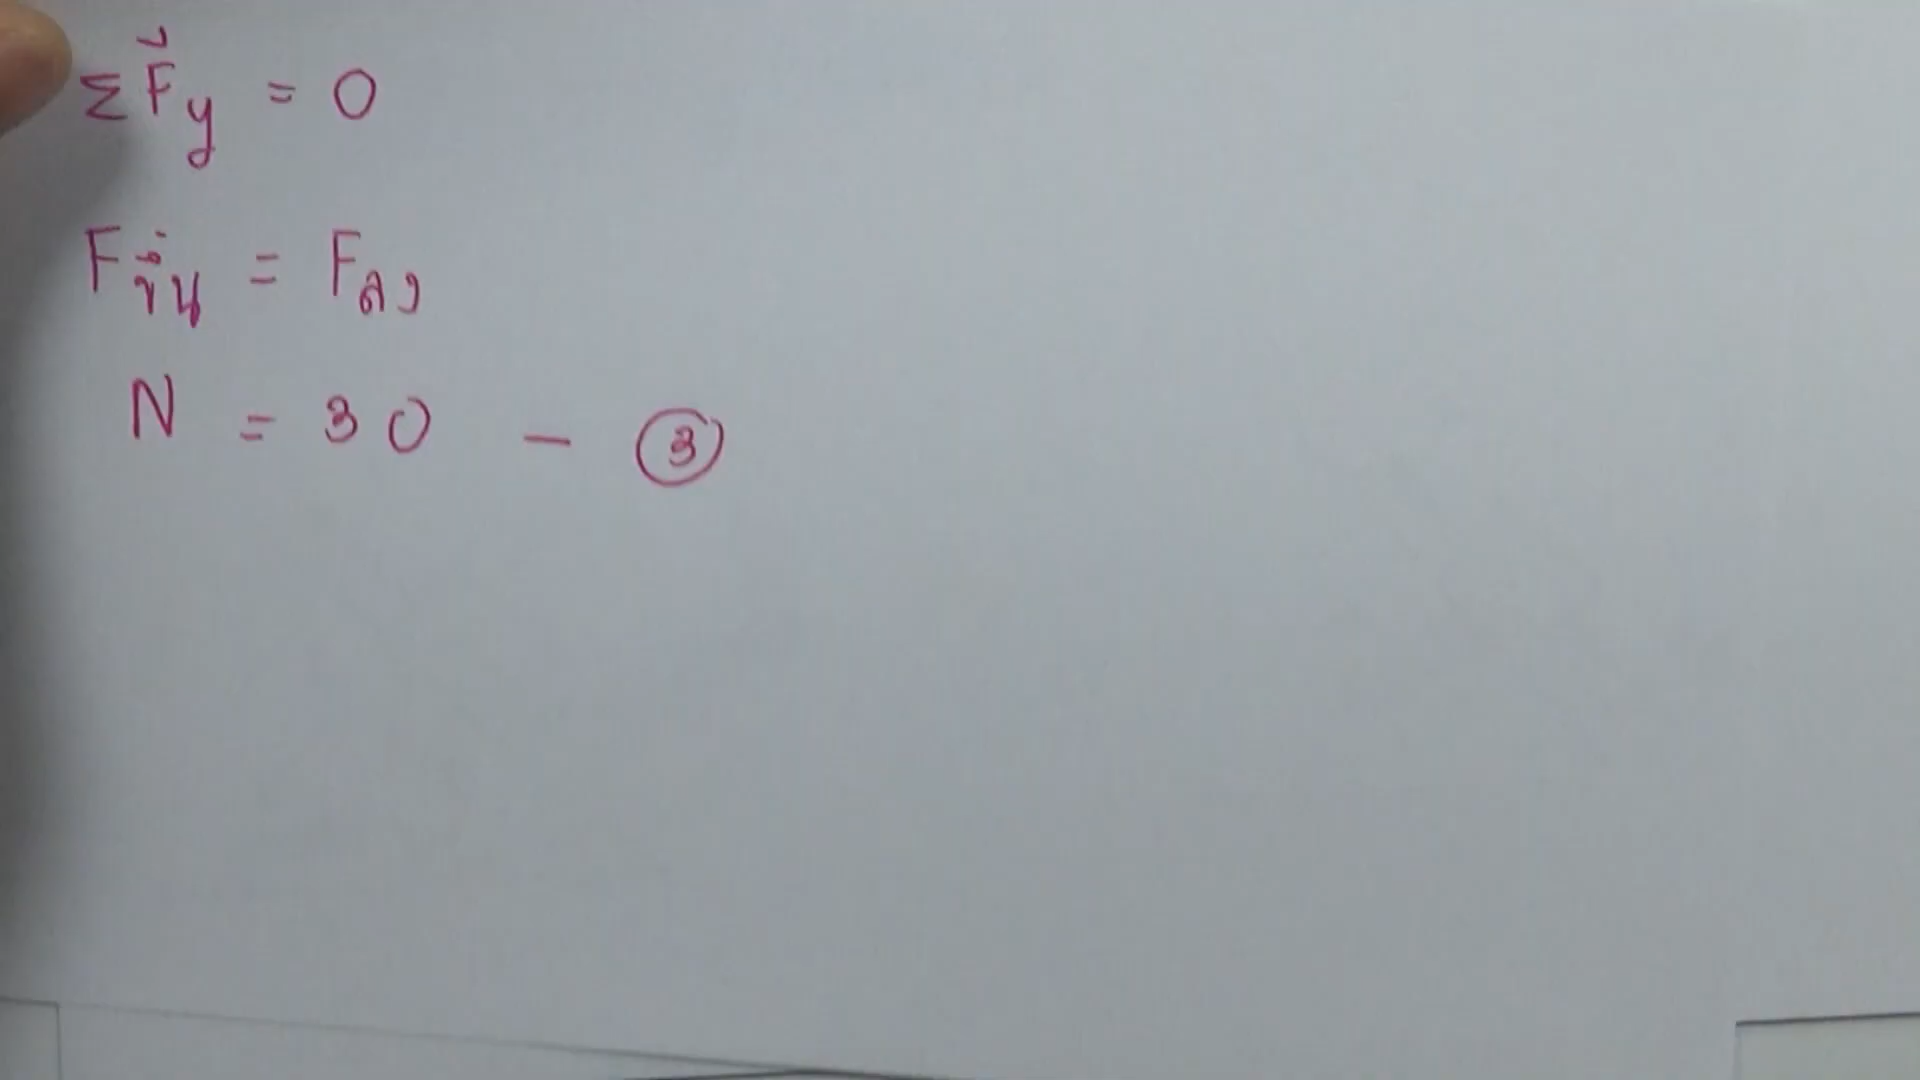 ΣF⃗y = 0
Fขึ้น = Fลง
N = 30 - ③